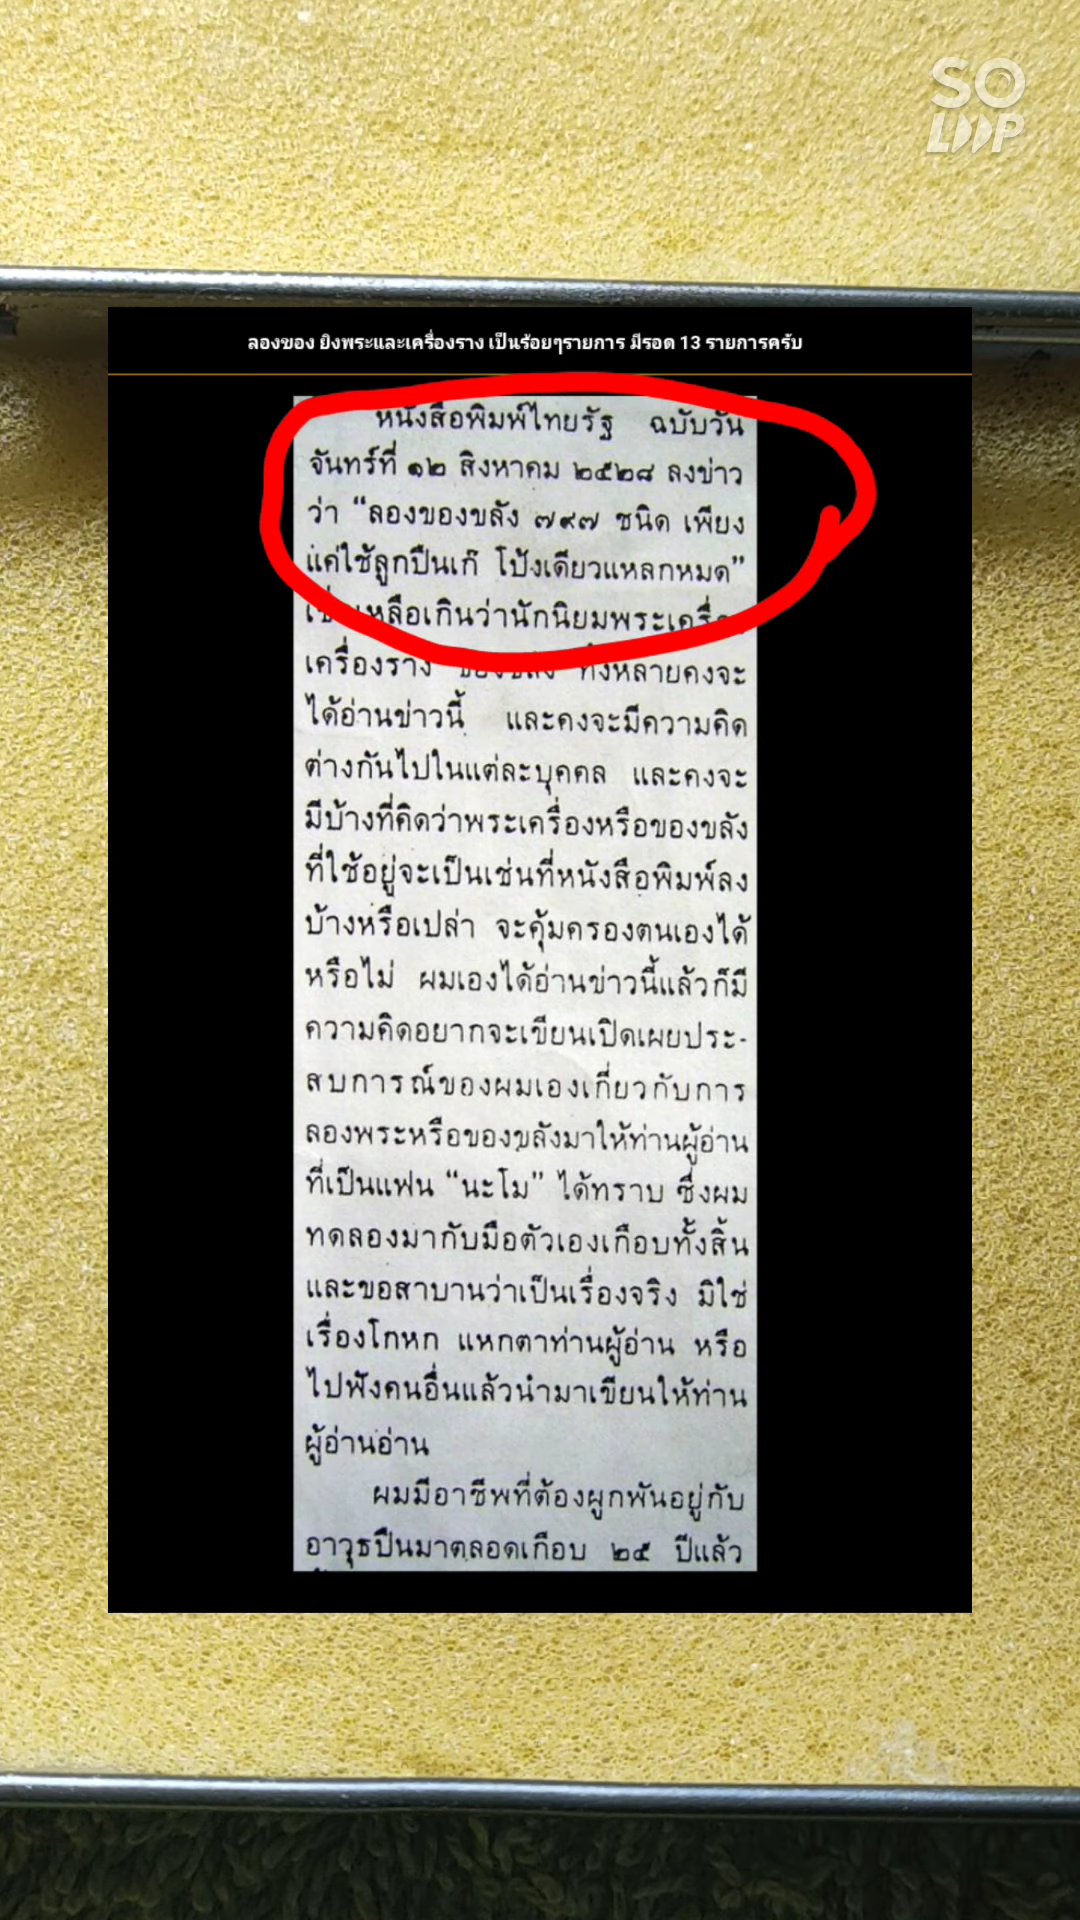 SO
LOOP
ลองของ ยิงพระและเครื่องราง เป็นร้อยๆรายการ มีรอด 13 รายการครับ
หนังสือพิมพ์ไทยรัฐ ฉบับวัน
จันทร์ที่ ๑๒ สิงหาคม ๒๕๒๘ ลงข่าว
ว่า “ลองของขลัง ๗๙๗ ชนิด เพียง
แค่ใช้ลูกปืนเก๊ โป้งเดียวแหลกหมด”
เหลือเกินว่านักนิยมพระเครื่อง
เครื่องราง ของขลัง ทั้งหลายคงจะ
ได้อ่านข่าวนี้ และคงจะมีความคิด
ต่างกันไปในแต่ละบุคคล และคงจะ
มีบ้างที่คิดว่าพระเครื่องหรือของขลัง
ที่ใช้อยู่จะเป็นเช่นที่หนังสือพิมพ์ลง
บ้างหรือเปล่า จะคุ้มครองตนเองได้
หรือไม่ ผมเองได้อ่านข่าวนี้แล้วก็มี
ความคิดอยากจะเขียนเปิดเผยประ-
สบการณ์ของผมเองเกี่ยวกับการ
ลองพระหรือของขลังมาให้ท่านผู้อ่าน
ที่เป็นแฟน “นะโม” ได้ทราบ ซึ่งผม
ทดลองมากับมือตัวเองเกือบทั้งสิ้น
และขอสาบานว่าเป็นเรื่องจริง มิใช่
เรื่องโกหก แหกตาท่านผู้อ่าน หรือ
ไปฟังคนอื่นแล้วนำมาเขียนให้ท่าน
ผู้อ่านอ่าน
ผมมีอาชีพที่ต้องผูกพันอยู่กับ
อาวุธปืนมาตลอดเกือบ ๒๕ ปีแล้ว